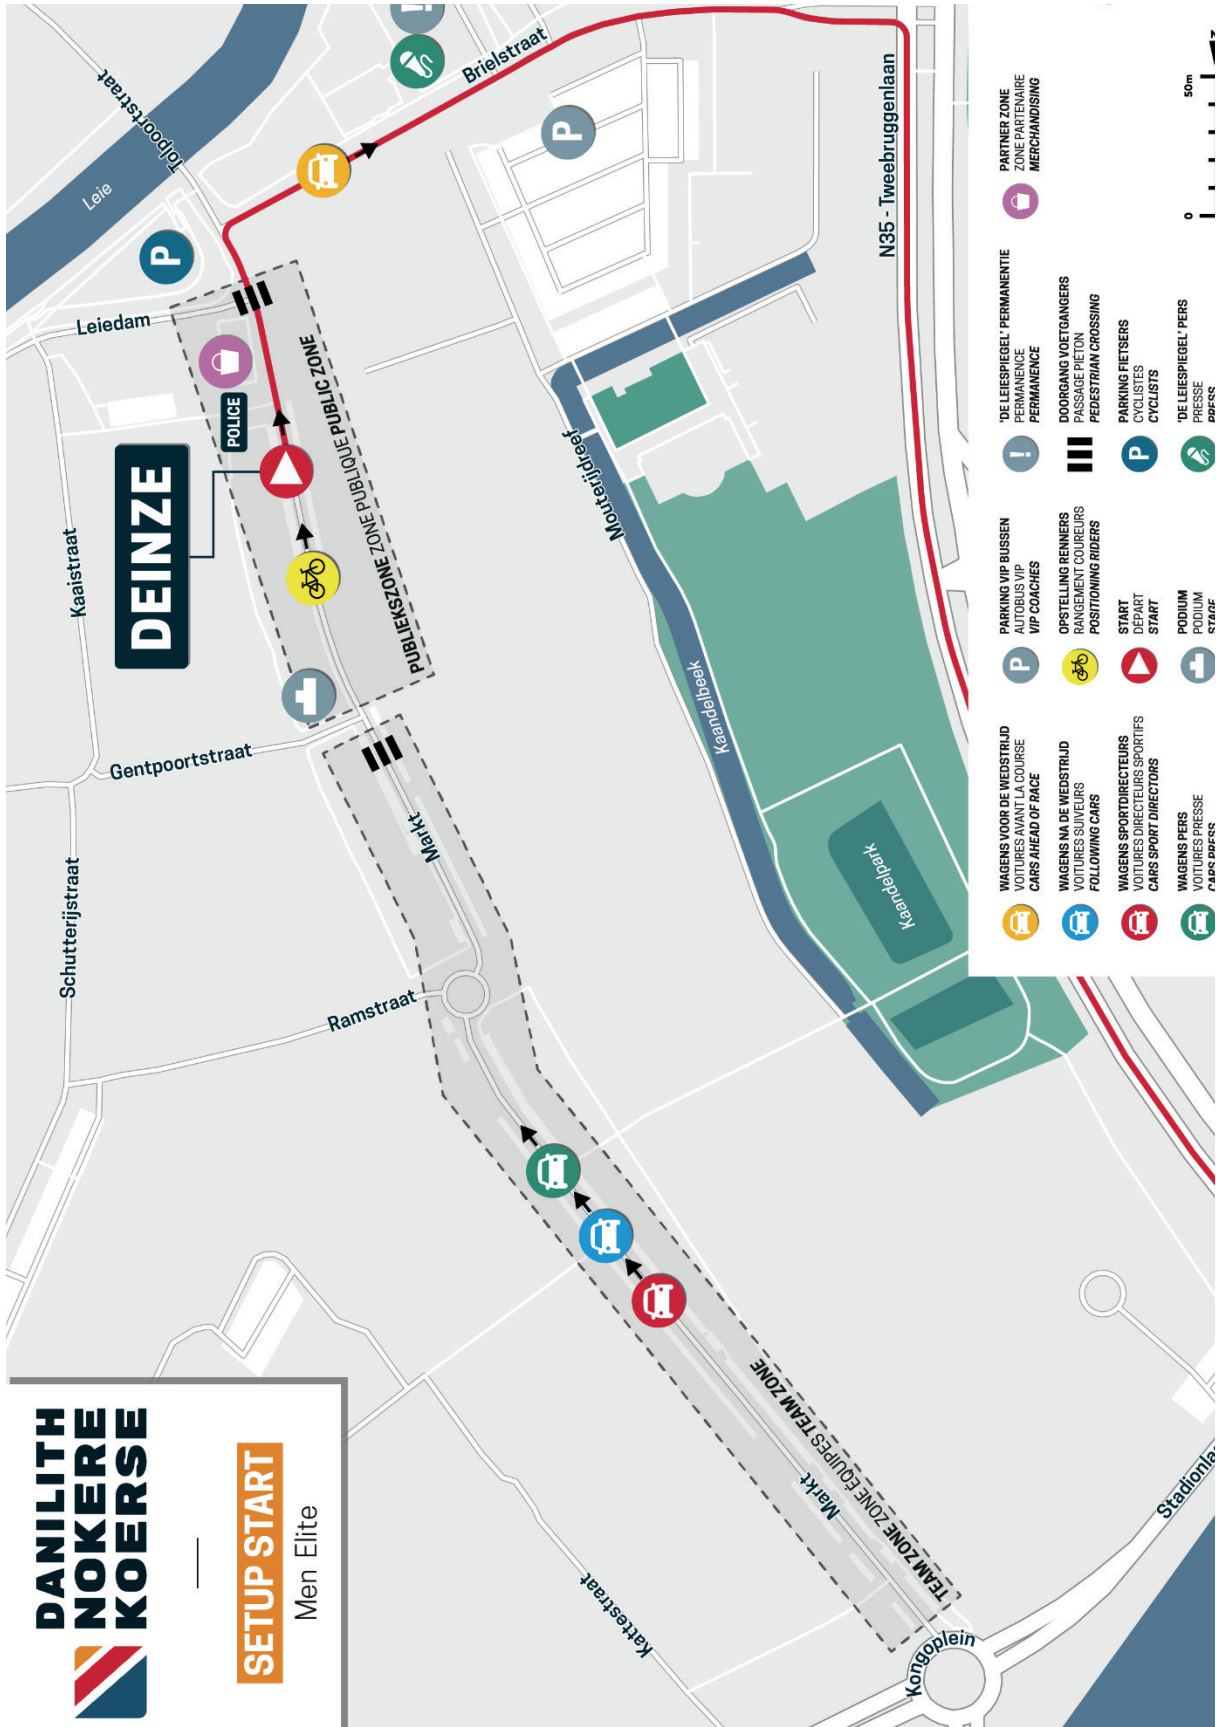 DANILITH
NOKERE
KOERSE
SETUP START
Men Elite
DEINZE
POLICE
Leie
Tolpoortstraat
Brielstraat
Leiedam
Kaaistraat
Gentpoortstraat
Schutterijstraat
Ramstraat
Markt
Markt
Kattestraat
Kongoplein
Mouterijdreef
Kaandelbeek
Kaandelpark
N35 - Tweebruggenlaan
P
P
PUBLIEKSZONE ZONE PUBLIQUE PUBLIC ZONE
TEAM ZONE ZONE ÉQUIPES TEAM ZONE
WAGENS VOOR DE WEDSTRIJD
VOITURES AVANT LA COURSE
CARS AHEAD OF RACE
WAGENS NA DE WEDSTRIJD
VOITURES SUIVEURS
FOLLOWING CARS
WAGENS SPORTDIRECTEURS
VOITURES DIRECTEURS SPORTIFS
CARS SPORT DIRECTORS
WAGENS PERS
VOITURES PRESSE
CARS PRESS
P
PARKING VIP BUSSEN
AUTOBUS VIP
VIP COACHES
OPSTELLING RENNERS
RANGEMENT COUREURS
POSITIONING RIDERS
START
DÉPART
START
PODIUM
PODIUM
STAGE
'DE LEIESPIEGEL' PERMANENTIE
PERMANENCE
PERMANENCE
DOORGANG VOETGANGERS
PASSAGE PIÉTON
PEDESTRIAN CROSSING
P
PARKING FIETSERS
CYCLISTES
CYCLISTS
'DE LEIESPIEGEL' PERS
PRESSE
PRESS
PARTNER ZONE
ZONE PARTENAIRE
MERCHANDISING
0
50m